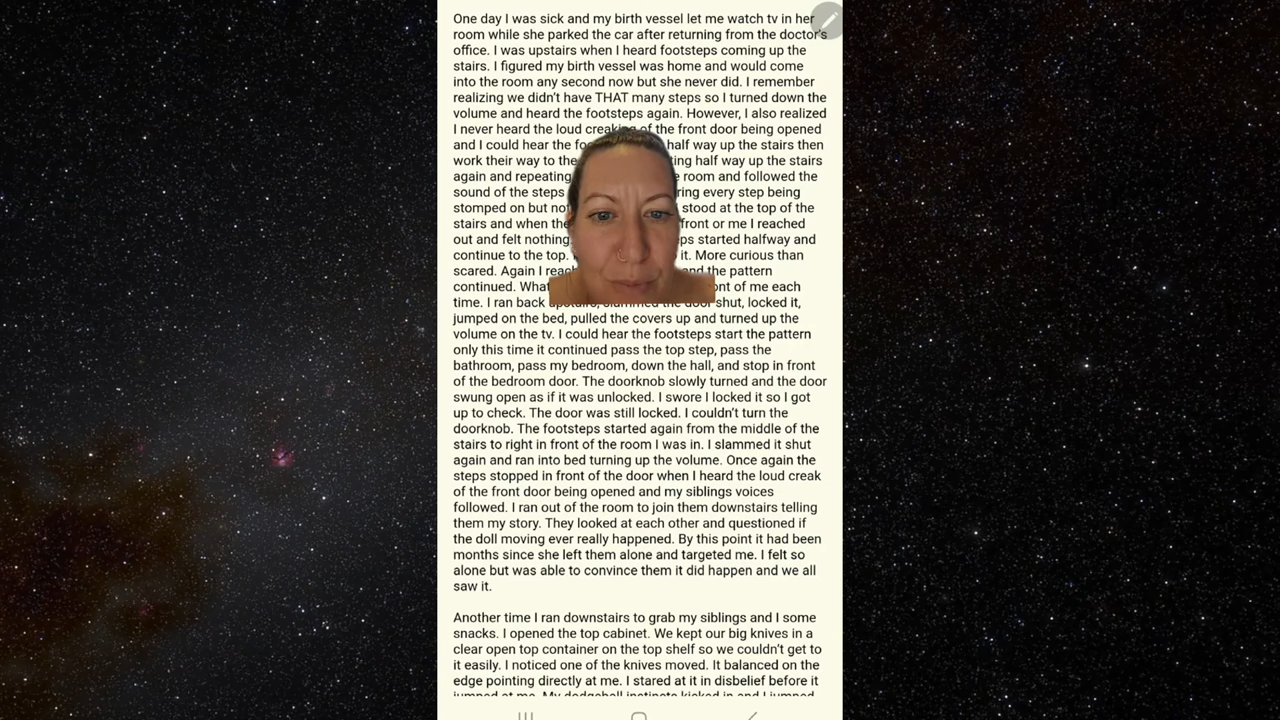 One day I was sick and my birth vessel let me watch tv in her
room while she parked the car after returning from the doctor's
office. I was upstairs when I heard footsteps coming up the
stairs. I figured my birth vessel was home and would come
into the room any second now but she never did. I remember
realizing we didn't have THAT many steps so I turned down the
volume and heard the footsteps again. However, I also realized
I never heard the loud creaking of the front door being opened
and I could hear the half way up the stairs then
work their way to the half way up the stairs
again and repeating room and followed the
sound of the steps every step being
stomped on but stood at the top of the
stairs and when the front or me I reached
out and felt nothing. started halfway and
continue to the top. it. More curious than
scared. Again I and the pattern
continued. of me each
time. I ran back upstairs, slammed the door shut, locked it,
jumped on the bed, pulled the covers up and turned up the
volume on the tv. I could hear the footsteps start the pattern
only this time it continued pass the top step, pass the
bathroom, pass my bedroom, down the hall, and stop in front
of the bedroom door. The doorknob slowly turned and the door
swung open as if it was unlocked. I swore I locked it so I got
up to check. The door was still locked. I couldn't turn the
doorknob. The footsteps started again from the middle of the
stairs to right in front of the room I was in. I slammed it shut
again and ran into bed turning up the volume. Once again the
steps stopped in front of the door when I heard the loud creak
of the front door being opened and my siblings voices
followed. I ran out of the room to join them downstairs telling
them my story. They looked at each other and questioned if
the doll moving ever really happened. By this point it had been
months since she left them alone and targeted me. I felt so
alone but was able to convince them it did happen and we all
saw it.
Another time I ran downstairs to grab my siblings and I some
snacks. I opened the top cabinet. We kept our big knives in a
clear open top container on the top shelf so we couldn't get to
it easily. I noticed one of the knives moved. It balanced on the
edge pointing directly at me. I stared at it in disbelief before it
jumped at me. My dodgeball instincts kicked in and I jumped